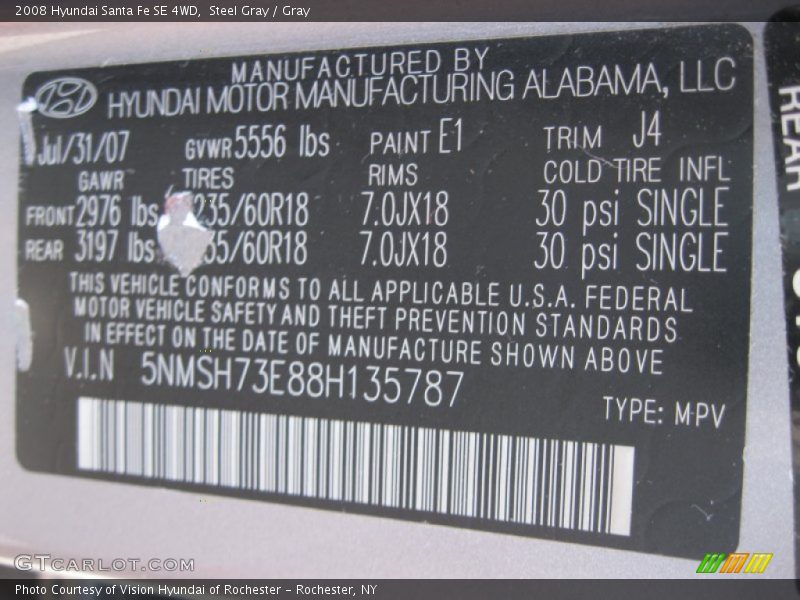 2008 Hyundai Santa Fe SE 4WD,  Steel Gray / Gray
MANUFACTURED BY
HYUNDAI MOTOR MANUFACTURING ALABAMA, LLC
Jul/31/07 GVWR 5556 lbs PAINT E1 TRIM J4
GAWR TIRES RIMS COLD TIRE INFL
FRONT 2976 lbs 235/60R18 7.0JX18 30 psi SINGLE
REAR 3197 lbs 35/60R18 7.0JX18 30 psi SINGLE
THIS VEHICLE CONFORMS TO ALL APPLICABLE U.S.A. FEDERAL
MOTOR VEHICLE SAFETY AND THEFT PREVENTION STANDARDS
IN EFFECT ON THE DATE OF MANUFACTURE SHOWN ABOVE
V.I.N 5NMSH73E88H135787
TYPE: MPV
REAR
GTCARLOT.COM
Photo Courtesy of Vision Hyundai of Rochester - Rochester, NY